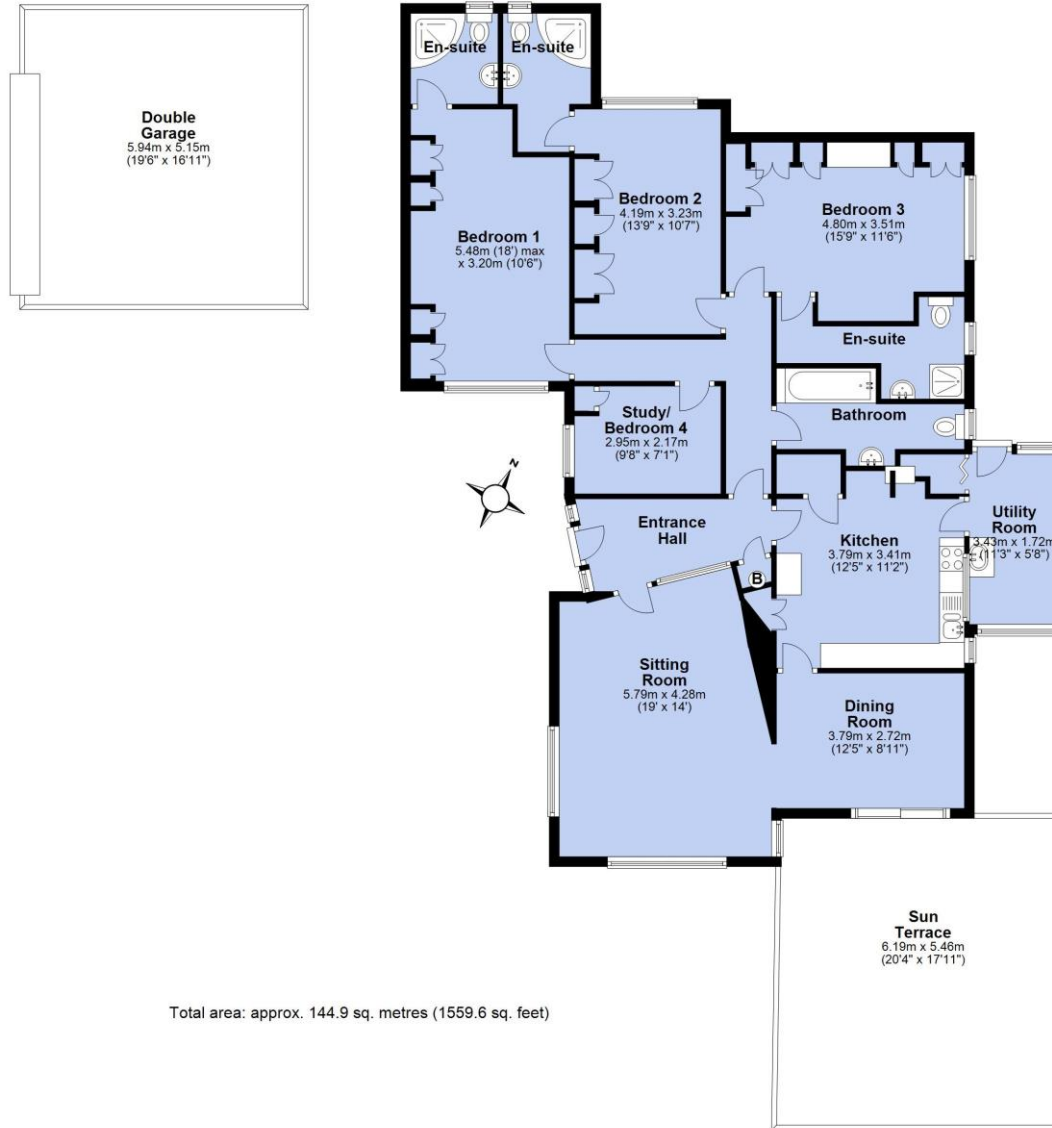 Double
Garage
5.94m x 5.15m
(19'6" x 16'11")
En-suite
En-suite
Bedroom 1
5.48m (18') max
x 3.20m (10'6")
Bedroom 2
4.19m x 3.23m
(13'9" x 10'7")
Bedroom 3
4.80m x 3.51m
(15'9" x 11'6")
En-suite
Bathroom
Study/
Bedroom 4
2.95m x 2.17m
(9'8" x 7'1")
N
Entrance
Hall
B
Kitchen
3.79m x 3.41m
(12'5" x 11'2")
Utility
Room
3.43m x 1.72m
(11'3" x 5'8")
Sitting
Room
5.79m x 4.28m
(19' x 14')
Dining
Room
3.79m x 2.72m
(12'5" x 8'11")
Sun
Terrace
6.19m x 5.46m
(20'4" x 17'11")
Total area: approx. 144.9 sq. metres (1559.6 sq. feet)